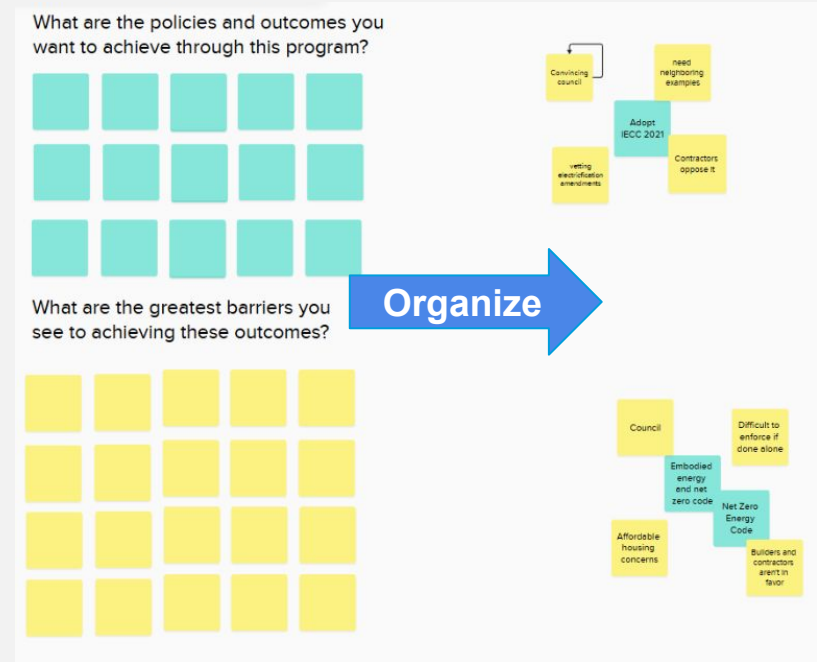 What are the policies and outcomes you
want to achieve through this program?
Convincing
council
need
neighboring
examples
Adopt
IECC 2021
Contractors
oppose it
vetting
electrification
amendments
Organize
What are the greatest barriers you
see to achieving these outcomes?
Council
Difficult to
enforce if
done alone
Embodied
energy
and net
zero code
Net Zero
Energy
Code
Affordable
housing
concerns
Builders and
contractors
aren't in
favor